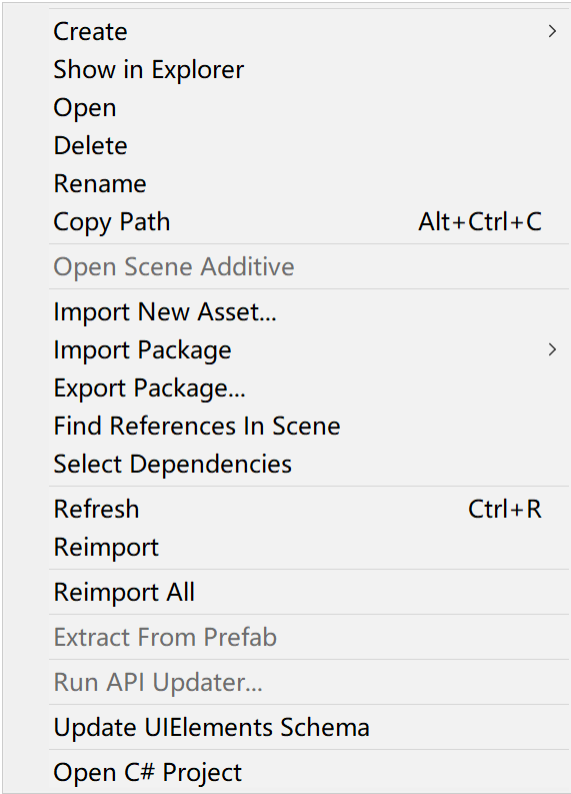 Create
Show in Explorer
Open
Delete
Rename
Copy Path Alt+Ctrl+C
Open Scene Additive
Import New Asset...
Import Package
Export Package...
Find References In Scene
Select Dependencies
Refresh Ctrl+R
Reimport
Reimport All
Extract From Prefab
Run API Updater...
Update UIElements Schema
Open C# Project